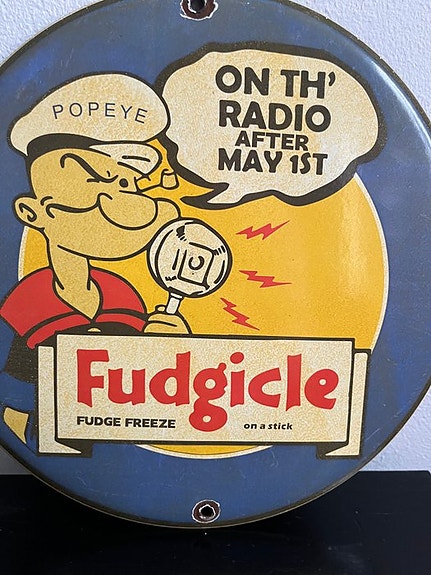 POPEYE
ON TH'
RADIO
AFTER
MAY 1ST
Fudgicle
FUDGE FREEZE on a stick